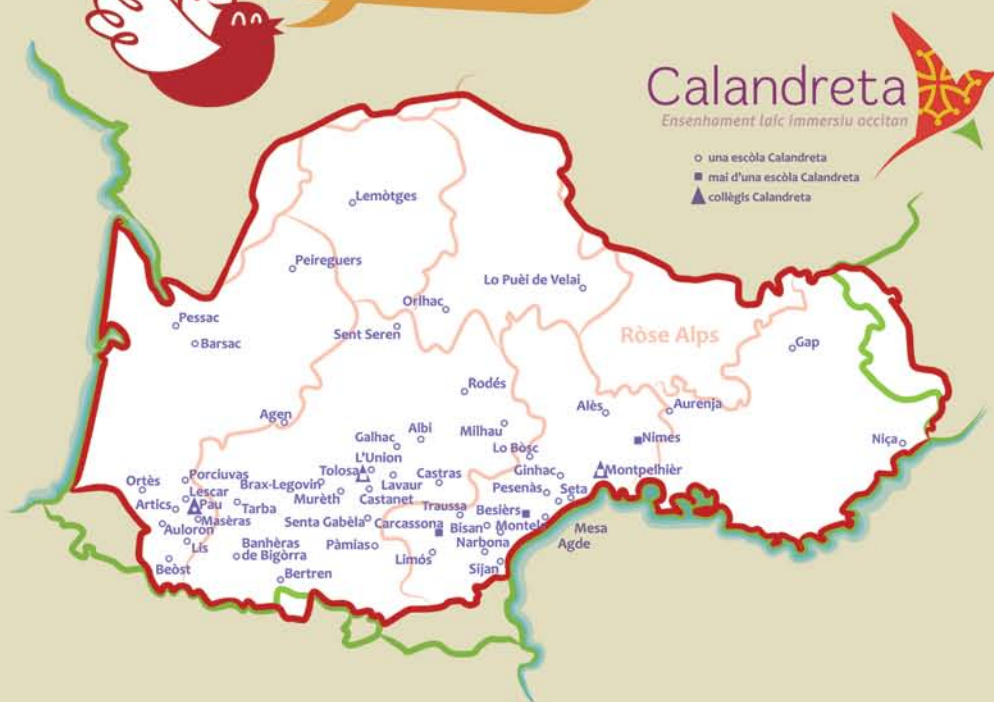 Calandreta
Ensenhament laïc immersiu occitan
una escòla Calandreta
mai d'una escòla Calandreta
collègis Calandreta
Lemòtges
Peireguers
Lo Puèi de Velai
Orlhac
Pessac
Sent Seren
Ròse Alps
Barsac
Gap
Rodés
Agen
Alès
Aurenja
Albi
Milhau
Galhac
Nimes
Niça
Lo Bòsc
L'Union
Tolosa
Castras
Ginhac
Montpelhièr
Porciuvas
Ortès
Brax-Legovin
Lavaur
Pesenàs
Seta
Lescar
Murèth
Castanet
Artics
Pau
Tarba
Traussa
Besièrs
Masèras
Senta Gabèla
Carcassona
Bisan
Montels
Mesa
Auloron
Lis
Banhèras
de Bigòrra
Pàmias
Narbona
Agde
Limós
Beòst
Bertren
Sijan